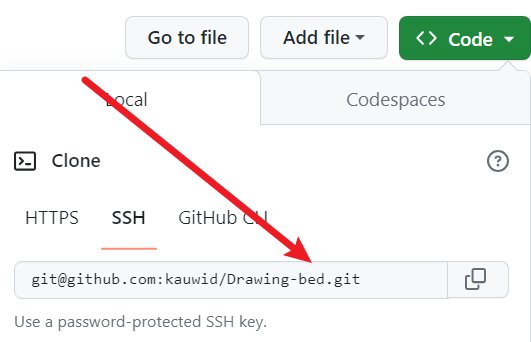 Go to file Add file Code
Local Codespaces
Clone
HTTPS SSH GitHub CLI
git@github.com:kauwid/Drawing-bed.git
Use a password-protected SSH key.